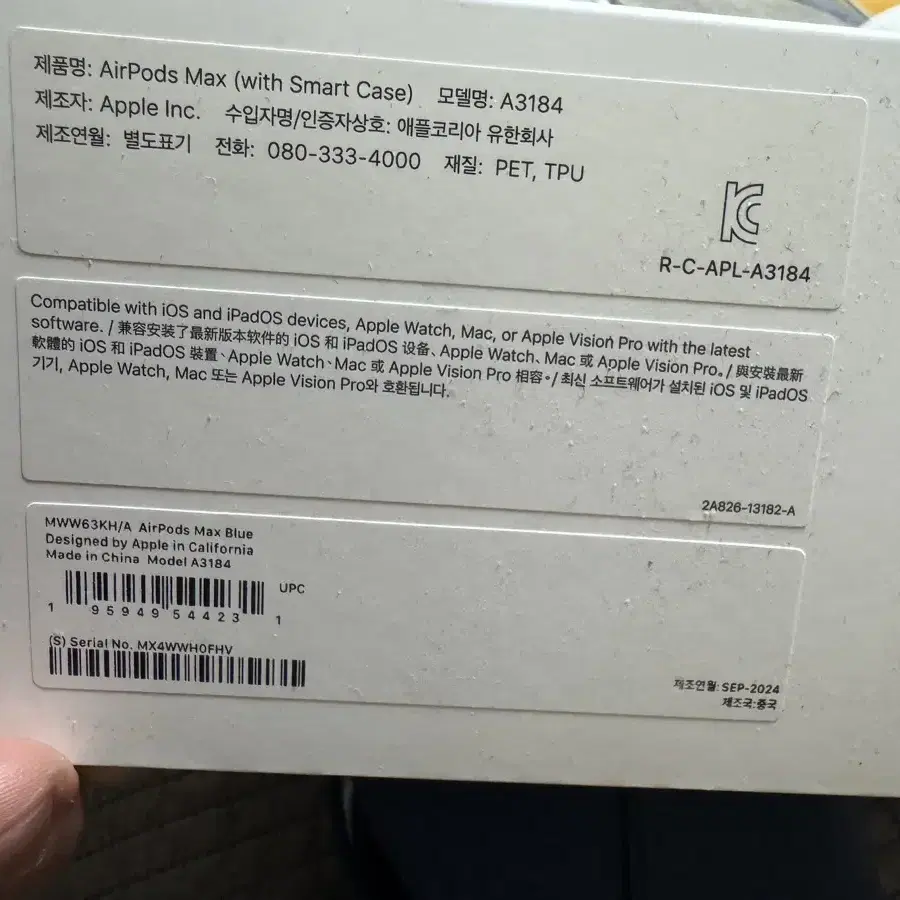 제품명: AirPods Max (with Smart Case) 모델명: A3184
제조자: Apple Inc. 수입자명/인증자상호: 애플코리아 유한회사
제조연월: 별도표기 전화: 080-333-4000 재질: PET, TPU
R-C-APL-A3184
Compatible with iOS and iPadOS devices, Apple Watch, Mac, or Apple Vision Pro with the latest
software. / 兼容安装了最新版本软件的 iOS 和 iPadOS 设备、Apple Watch、Mac 或 Apple Vision Pro。/ 與安裝最新
軟體的 iOS 和 iPadOS 裝置、Apple Watch、Mac 或 Apple Vision Pro 相容。/ 최신 소프트웨어가 설치된 iOS 및 iPadOS
기기, Apple Watch, Mac 또는 Apple Vision Pro와 호환됩니다.
2A826-13182-A
MWW63KH/A AirPods Max Blue
Designed by Apple in California
Made in China Model A3184
UPC
1 95949 54423 1
(S) Serial No. MX4WWH0FHV
제조연월: SEP-2024
제조국:중국